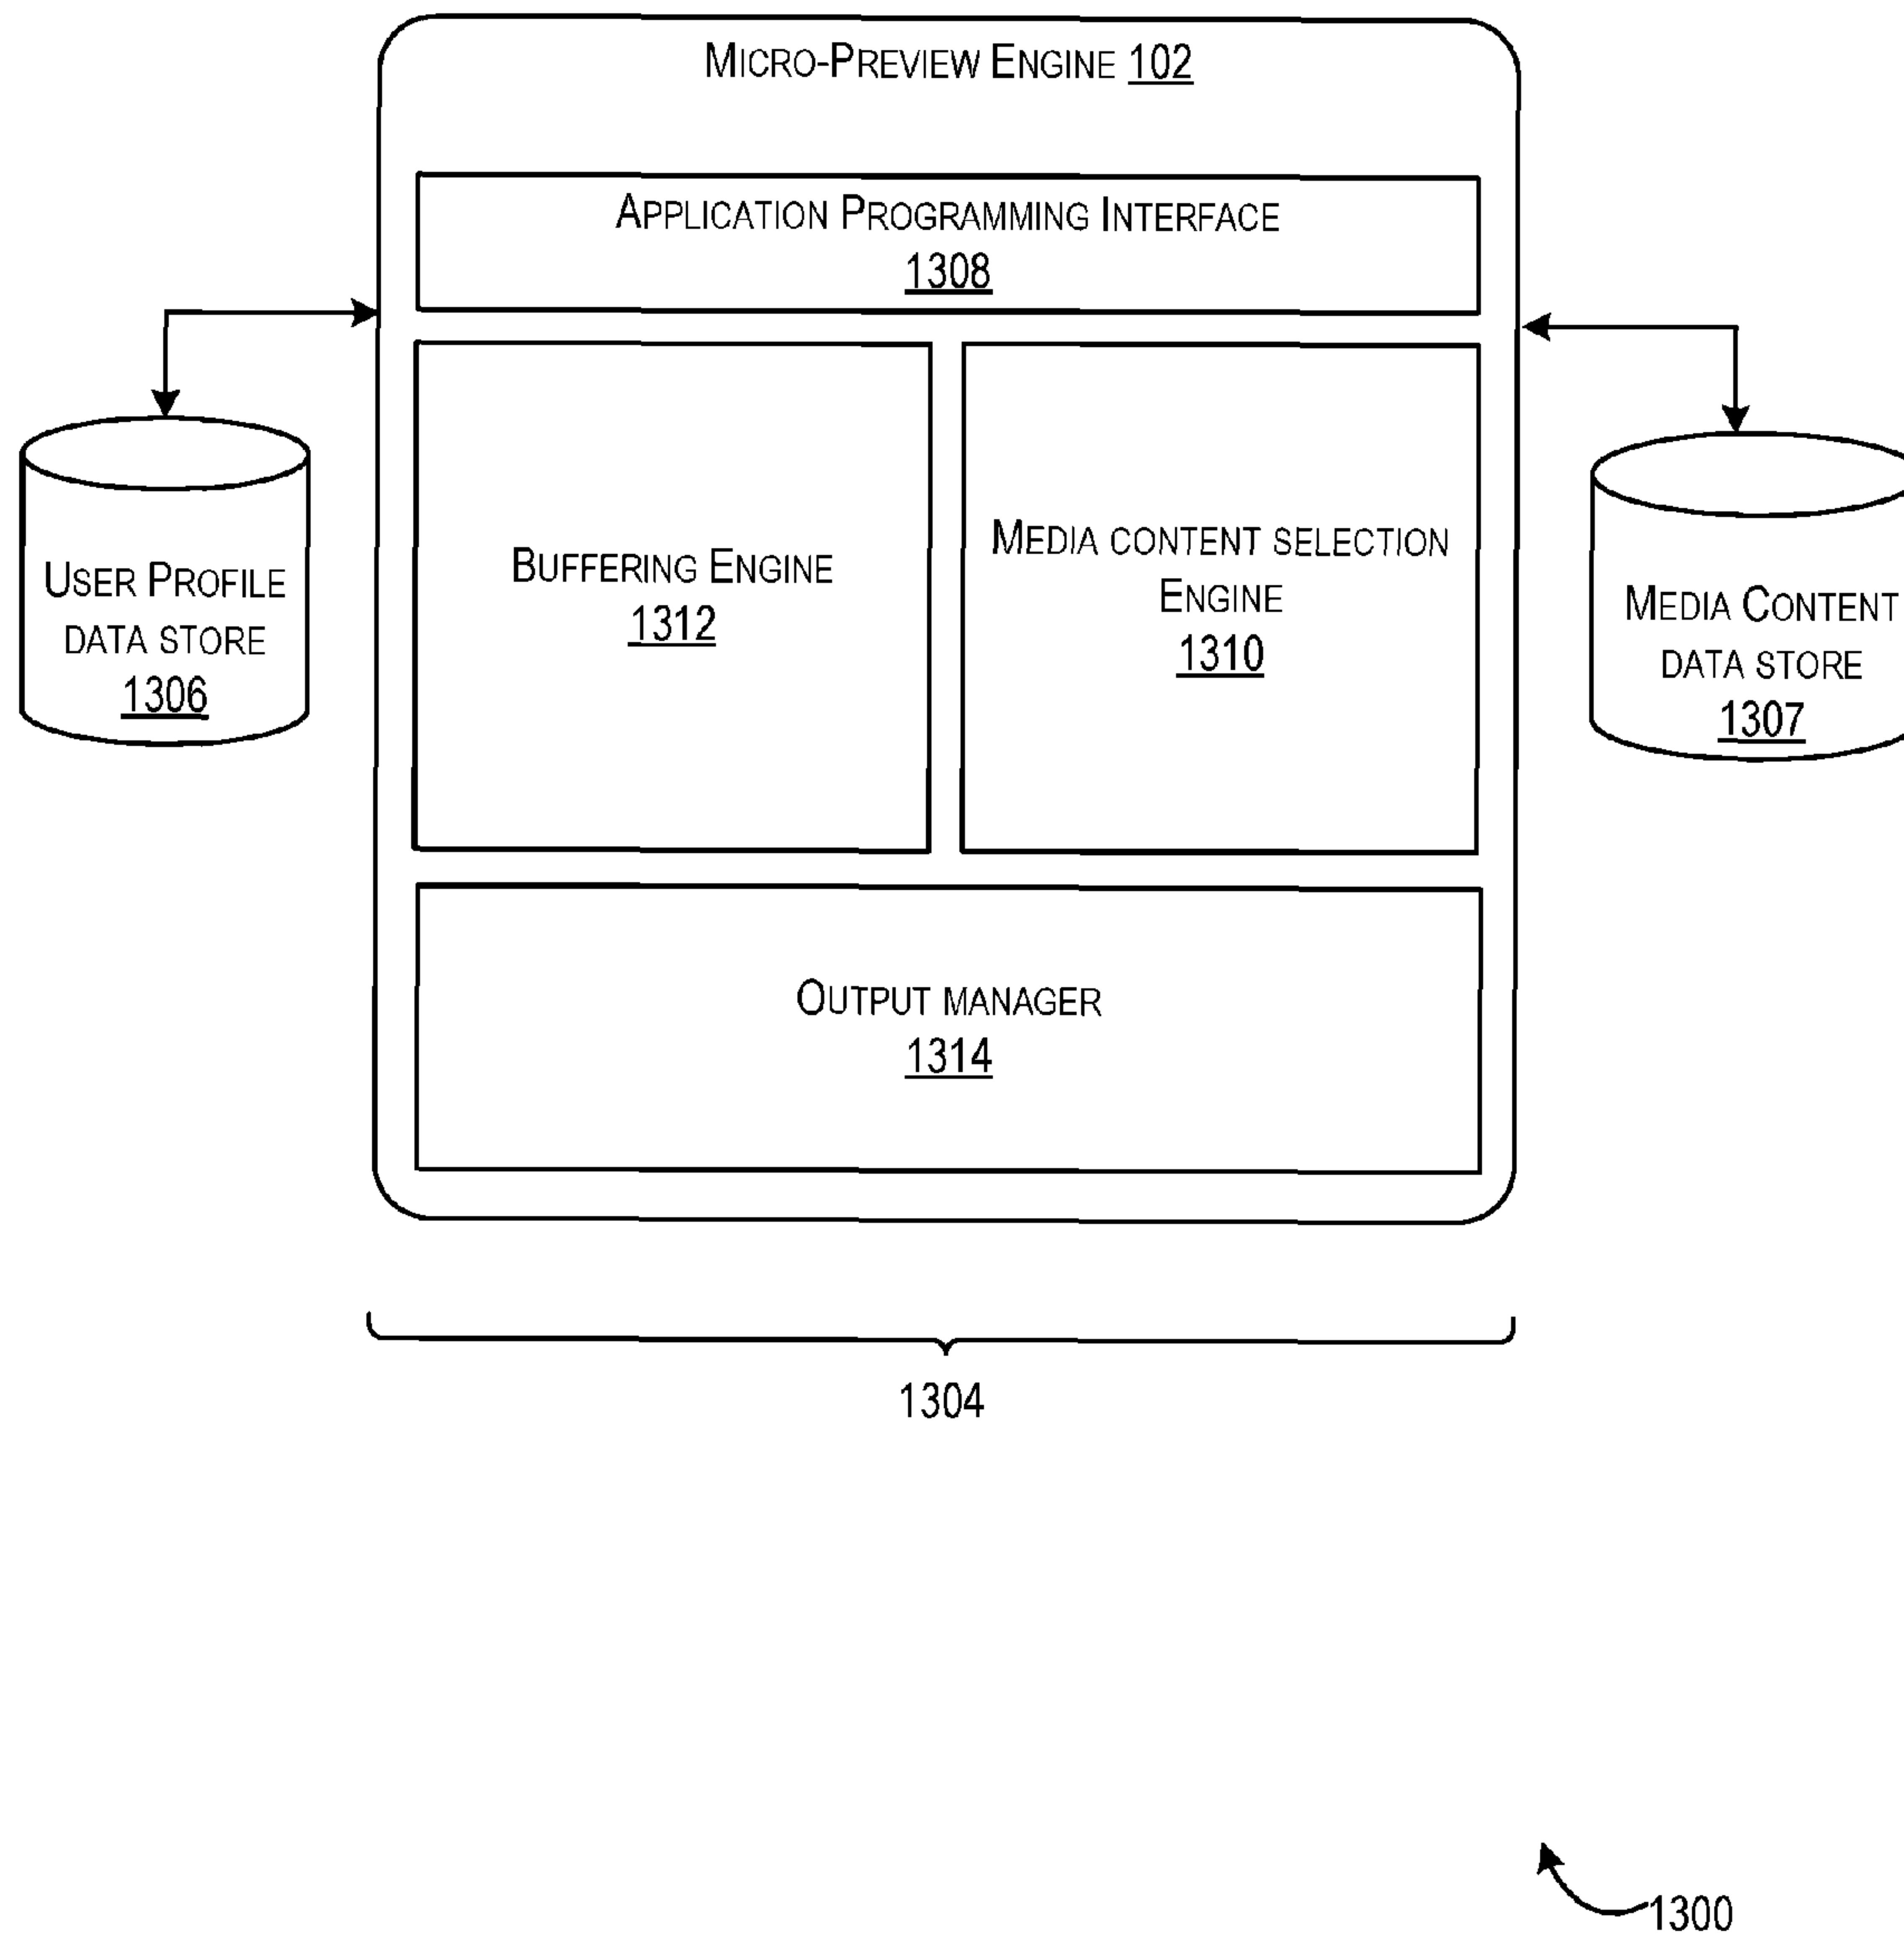 Micro-Preview Engine 102
Application Programming Interface
1308
Buffering Engine
1312
Media content selection
Engine
1310
User Profile
data store
1306
Media Content
data store
1307
Output manager
1314
1304
1300